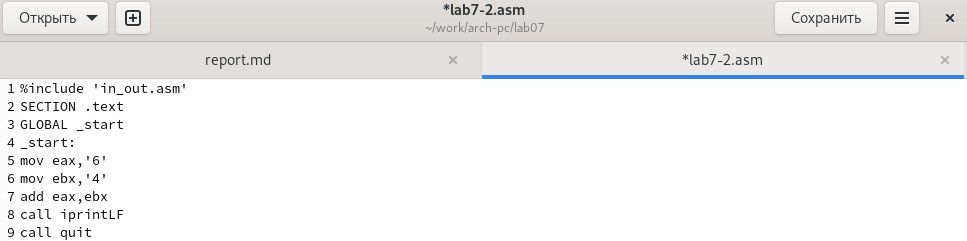 Открыть
*lab7-2.asm
~/work/arch-pc/lab07
Сохранить
report.md
*lab7-2.asm
1 %include 'in_out.asm'
2 SECTION .text
3 GLOBAL _start
4 _start:
5 mov eax,'6'
6 mov ebx,'4'
7 add eax,ebx
8 call iprintLF
9 call quit